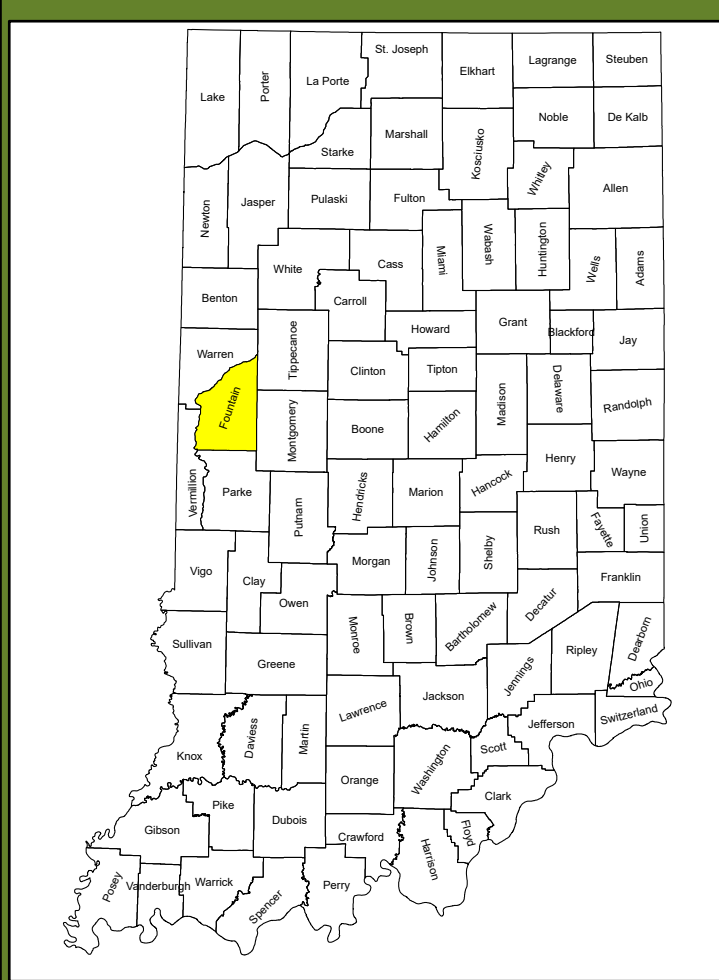 St. Joseph
Lagrange
Steuben
Elkhart
La Porte
Porter
Lake
Noble
De Kalb
Marshall
Starke
Kosciusko
Whitley
Allen
Pulaski
Fulton
Jasper
Newton
Wabash
Huntington
Miami
Wells
Adams
White
Cass
Benton
Carroll
Howard
Grant
Blackford
Jay
Warren
Tippecanoe
Clinton
Tipton
Delaware
Madison
Randolph
Fountain
Montgomery
Boone
Hamilton
Henry
Wayne
Vermillion
Parke
Hendricks
Marion
Hancock
Putnam
Rush
Fayette
Union
Morgan
Johnson
Shelby
Vigo
Clay
Franklin
Owen
Decatur
Monroe
Brown
Bartholomew
Dearborn
Sullivan
Ripley
Greene
Jennings
Ohio
Jackson
Lawrence
Switzerland
Jefferson
Daviess
Martin
Scott
Knox
Washington
Orange
Clark
Pike
Dubois
Gibson
Crawford
Floyd
Harrison
Posey
Vanderburgh
Warrick
Perry
Spencer